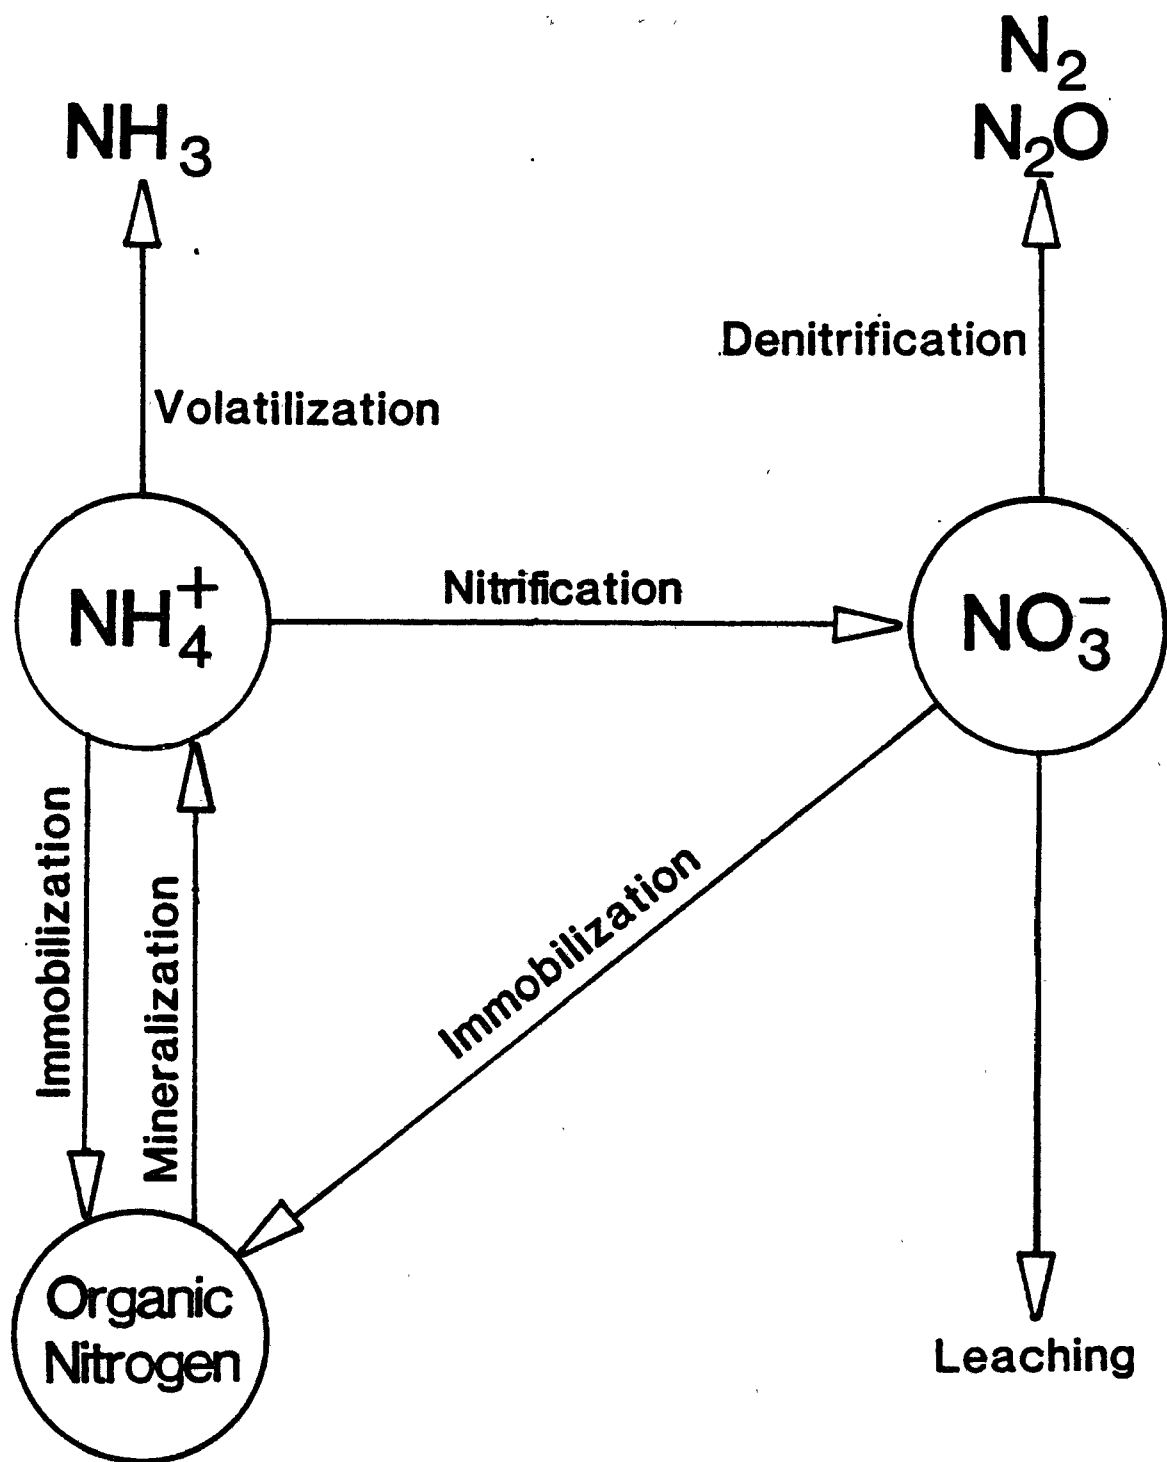 N₂
NH₃
N₂O
Denitrification
Volatilization
NH₄⁺
Nitrification
NO₃⁻
Immobilization
Mineralization
Immobilization
Organic
Nitrogen
Leaching